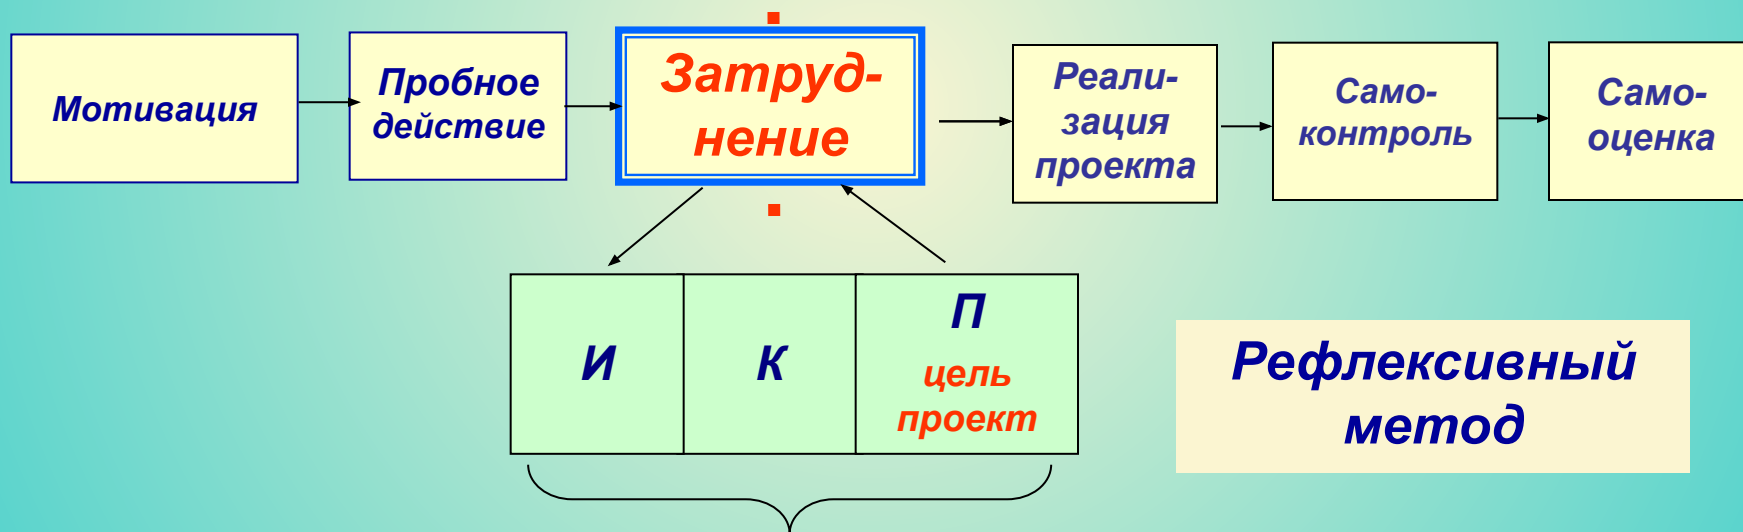 Мотивация
Пробное
действие
Затруд-
нение
Реали-
зация
проекта
Само-
контроль
Само-
оценка
И
К
П
цель
проект
Рефлексивный
метод